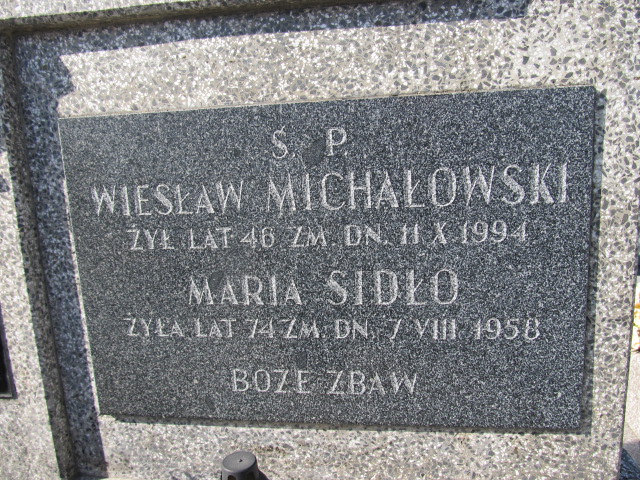 Ś. P.
WIESŁAW MICHAŁOWSKI
ŻYŁ LAT 46 ZM. DN. 11 X 1994
MARIA SIDŁO
ŻYŁA LAT 74 ZM. DN. 7 VIII 1958
BOŻE ZBAW